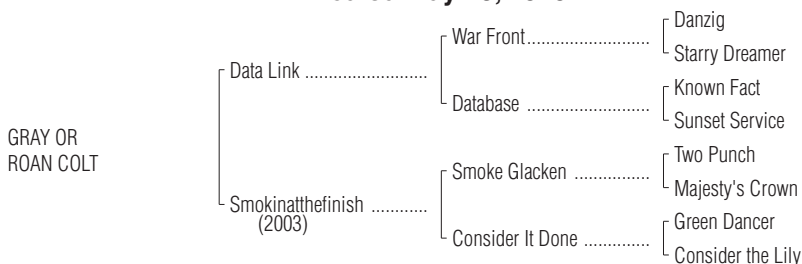 Danzig
War Front..........................
Starry Dreamer
Data Link ..........................
Known Fact
Database ..........................
Sunset Service
GRAY OR
ROAN COLT
Two Punch
Smoke Glacken ................
Majesty's Crown
Smokinatthefinish ............
(2003)
Green Dancer
Consider It Done ..............
Consider the Lily